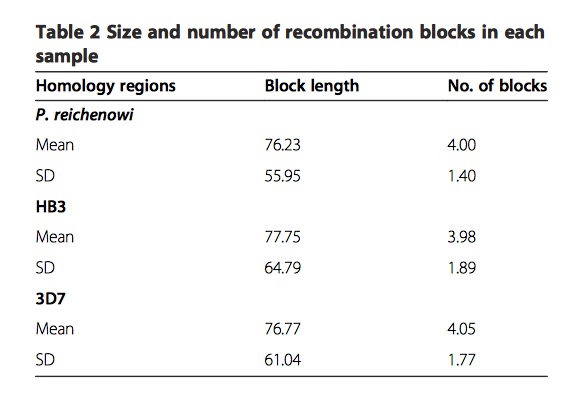 Table 2 Size and number of recombination blocks in each
sample
Homology regions Block length No. of blocks
P. reichenowi
Mean 76.23 4.00
SD 55.95 1.40
HB3
Mean 77.75 3.98
SD 64.79 1.89
3D7
Mean 76.77 4.05
SD 61.04 1.77